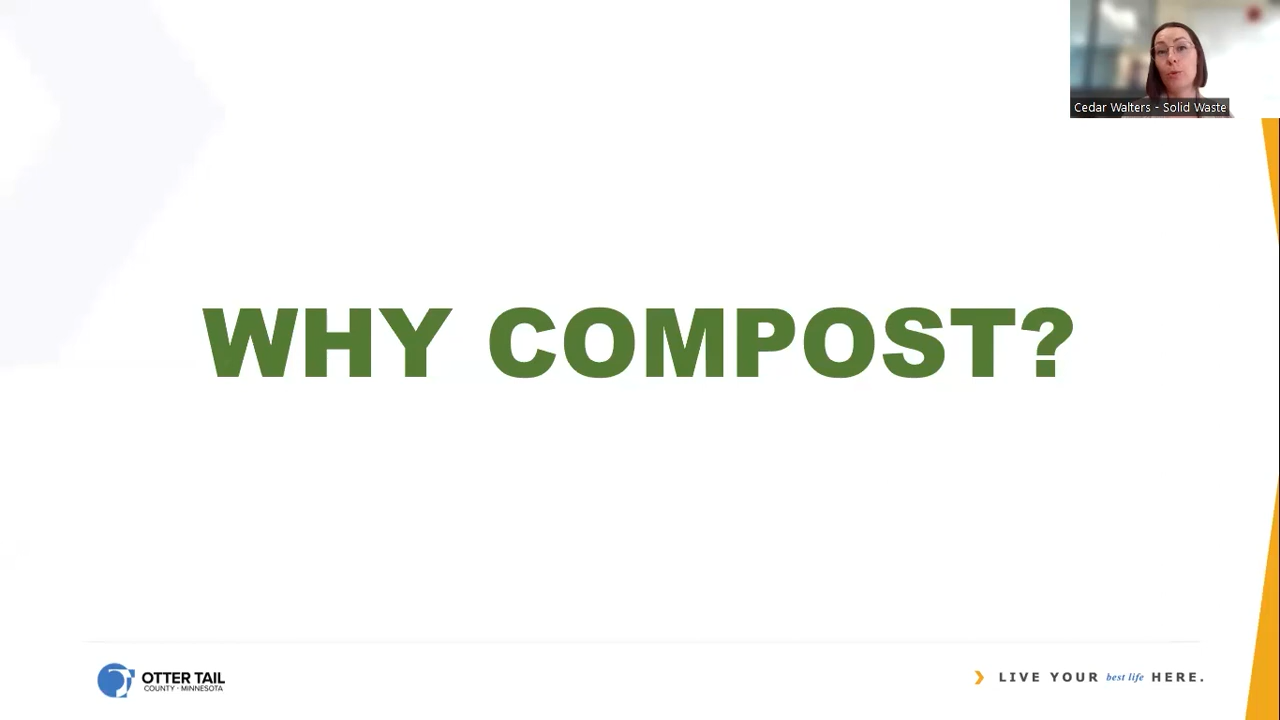 Cedar Walters - Solid Waste
WHY COMPOST?
OTTER TAIL
COUNTY · MINNESOTA
LIVE YOUR best life HERE.